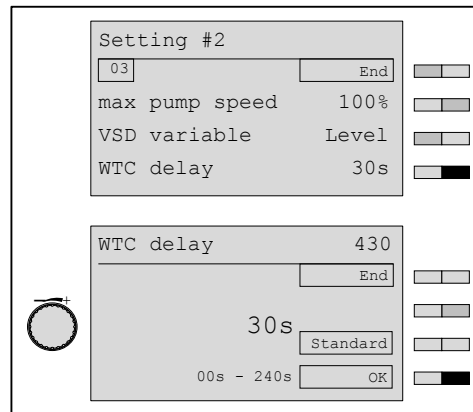 Setting #2
03 End
max pump speed 100%
VSD variable Level
WTC delay 30s
WTC delay 430
End
+
30s
Standard
00s - 240s OK